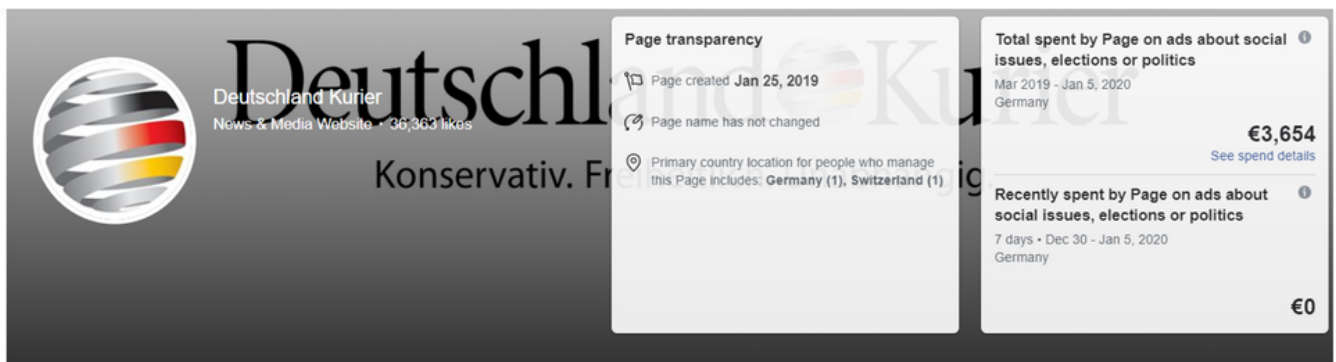 Deutschland Kurier
Konservativ. Fr
Deutschland Kurier
News & Media Website • 36,363 likes
Page transparency
Page created Jan 25, 2019
Page name has not changed
Primary country location for people who manage
this Page includes: Germany (1), Switzerland (1)
Total spent by Page on ads about social
issues, elections or politics
Mar 2019 - Jan 5, 2020
Germany
€3,654
See spend details
Recently spent by Page on ads about
social issues, elections or politics
7 days • Dec 30 - Jan 5, 2020
Germany
€0